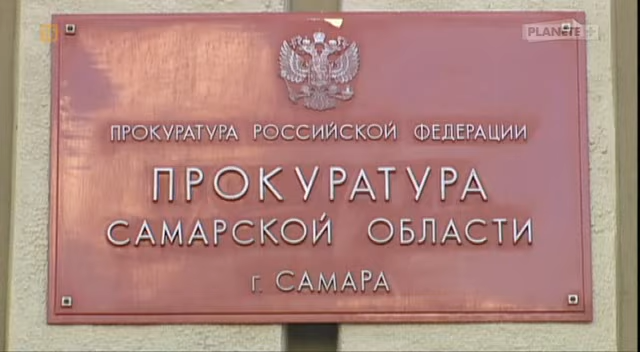 PLANETE+
ПРОКУРАТУРА РОССИЙСКОЙ ФЕДЕРАЦИИ
ПРОКУРАТУРА
САМАРСКОЙ ОБЛАСТИ
г. САМАРА